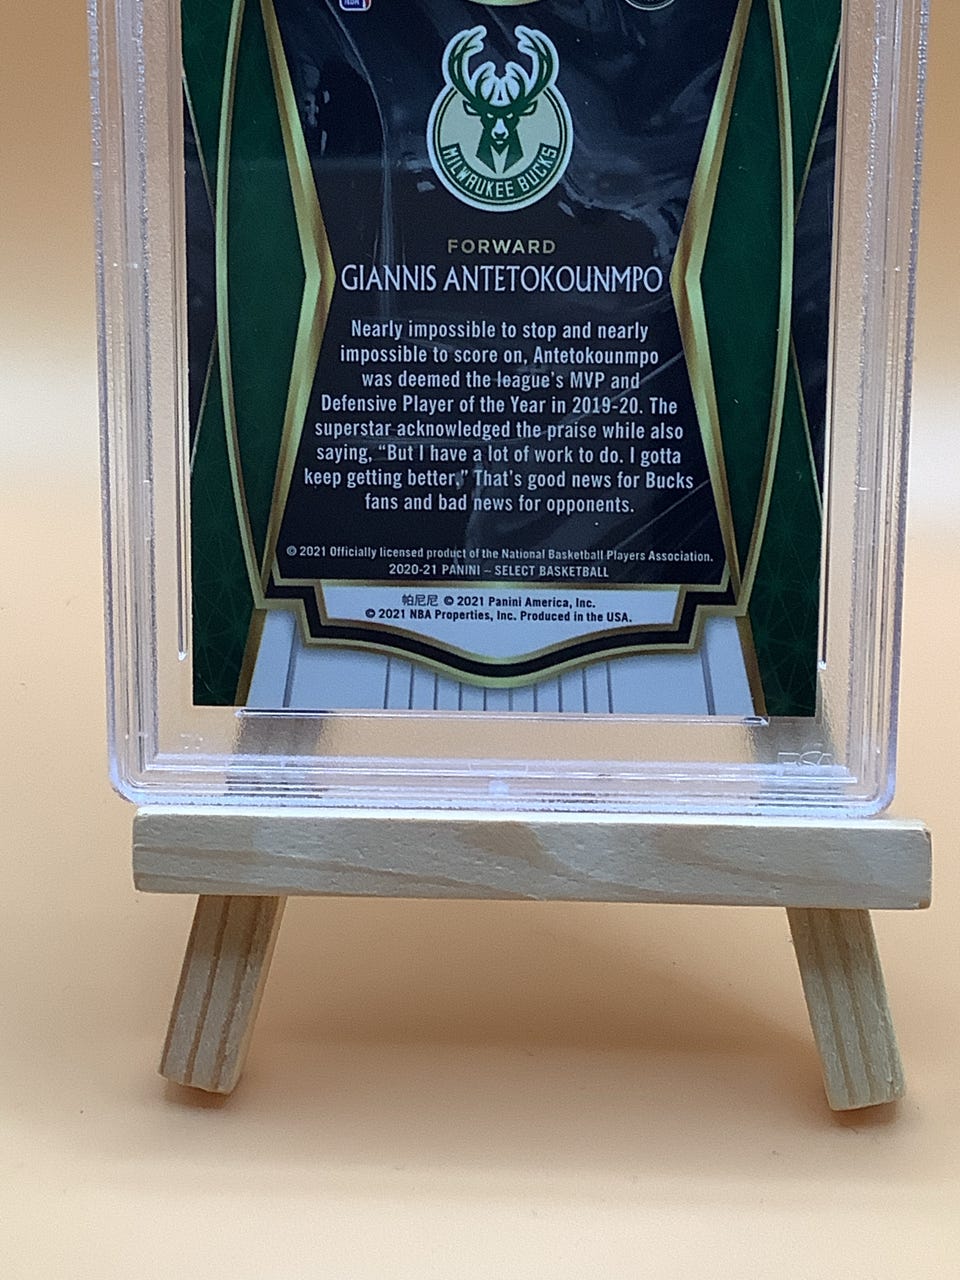 NBA
MILWAUKEE BUCKS
FORWARD
GIANNIS ANTETOKOUNMPO
Nearly impossible to stop and nearly
impossible to score on, Antetokounmpo
was deemed the league's MVP and
Defensive Player of the Year in 2019-20. The
superstar acknowledged the praise while also
saying, “But I have a lot of work to do. I gotta
keep getting better.” That's good news for Bucks
fans and bad news for opponents.
© 2021 Officially licensed product of the National Basketball Players Association.
2020-21 PANINI – SELECT BASKETBALL
帕尼尼 © 2021 Panini America, Inc.
© 2021 NBA Properties, Inc. Produced in the USA.
PSA